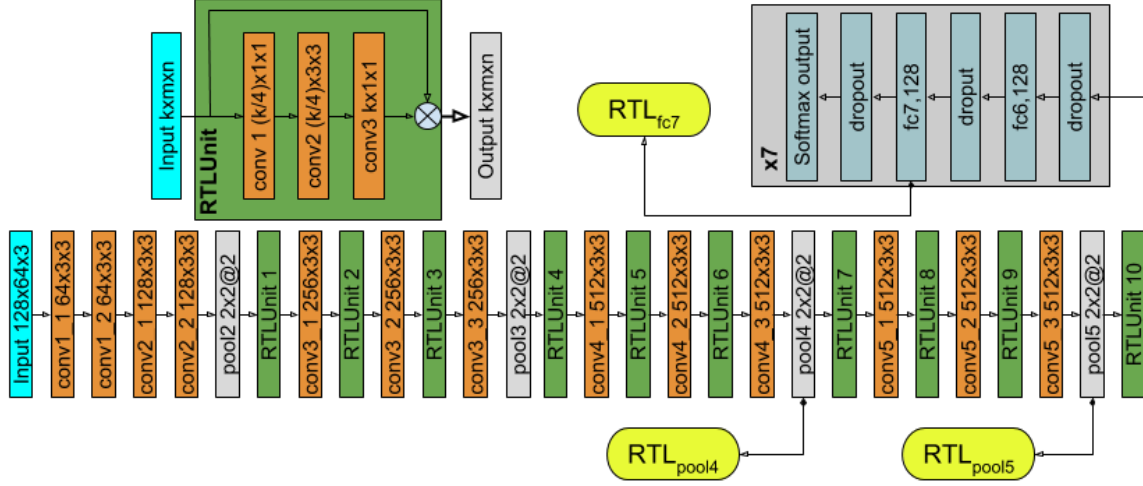 Input kxmxn
RTLUnit
conv 1 (k/4)x1x1
conv2 (k/4)x3x3
conv3 kx1x1
Output kxmxn
RTLfc7
x7
Softmax output
dropout
fc7,128
droput
fc6,128
dropout
Input 128x64x3
conv1_1 64x3x3
conv1_2 64x3x3
conv2_1 128x3x3
conv2_2 128x3x3
pool2 2x2@2
RTLUnit 1
conv3_1 256x3x3
RTLUnit 2
conv3_2 256x3x3
RTLUnit 3
conv3_3 256x3x3
pool3 2x2@2
RTLUnit 4
conv4_1 512x3x3
RTLUnit 5
conv4_2 512x3x3
RTLUnit 6
conv4_3 512x3x3
pool4 2x2@2
RTLUnit 7
conv5_1 512x3x3
RTLUnit 8
conv5_2 512x3x3
RTLUnit 9
conv5_3 512x3x3
pool5 2x2@2
RTLUnit 10
RTLpool4
RTLpool5